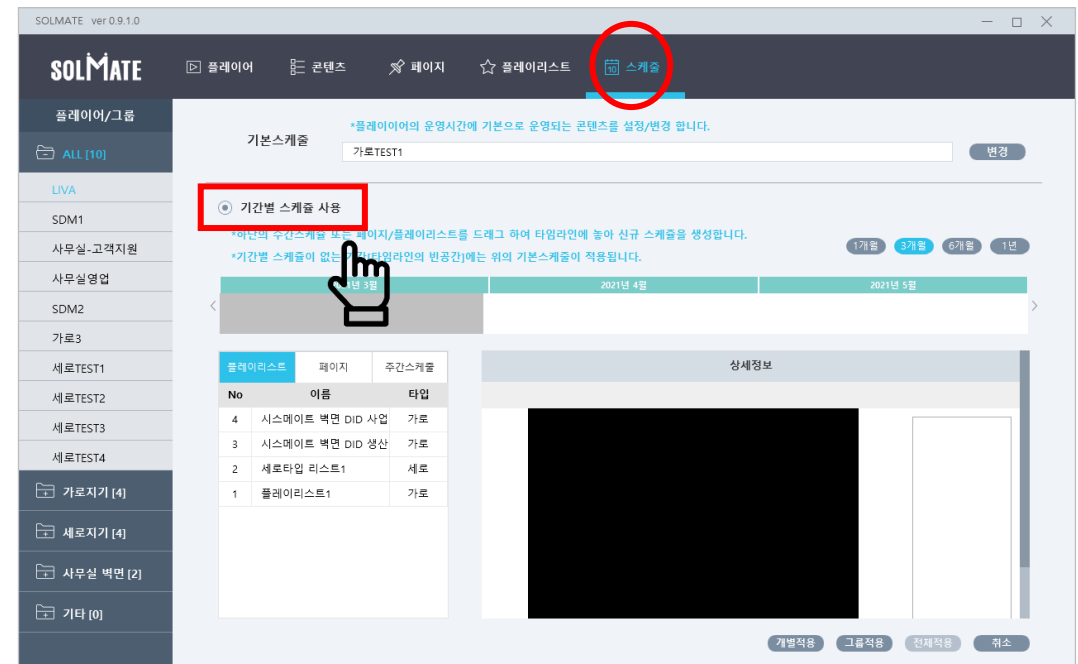 SOLMATE ver 0.9.1.0
SOLMATE
플레이어
콘텐츠
페이지
플레이리스트
10 스케줄
플레이어/그룹
ALL [10]
LIVA
SDM1
사무실-고객지원
사무실영업
SDM2
가로3
세로TEST1
세로TEST2
세로TEST3
세로TEST4
가로지기 [4]
세로지기 [4]
사무실 벽면 [2]
기타 [0]
기본스케줄
*플레이이어의 운영시간에 기본으로 운영되는 콘텐츠를 설정/변경 합니다.
가로TEST1
변경
기간별 스케쥴 사용
*하단의 주간스케쥴 또는 페이지/플레이리스트를 드래그 하여 타임라인에 놓아 신규 스케줄을 생성합니다.
*기간별 스케줄이 없는 타임라인의 빈공간]에는 위의 기본스케줄이 적용됩니다.
1개월 3개월 6개월 1년
3월 2021년 4월 2021년 5월
플레이리스트 페이지 주간스케줄
No 이름 타입
4 시스메이트 벽면 DID 사업 가로
3 시스메이트 벽면 DID 생산 가로
2 세로타입 리스트1 세로
1 플레이리스트1 가로
상세정보
개별적용 그룹적용 전체적용 취소